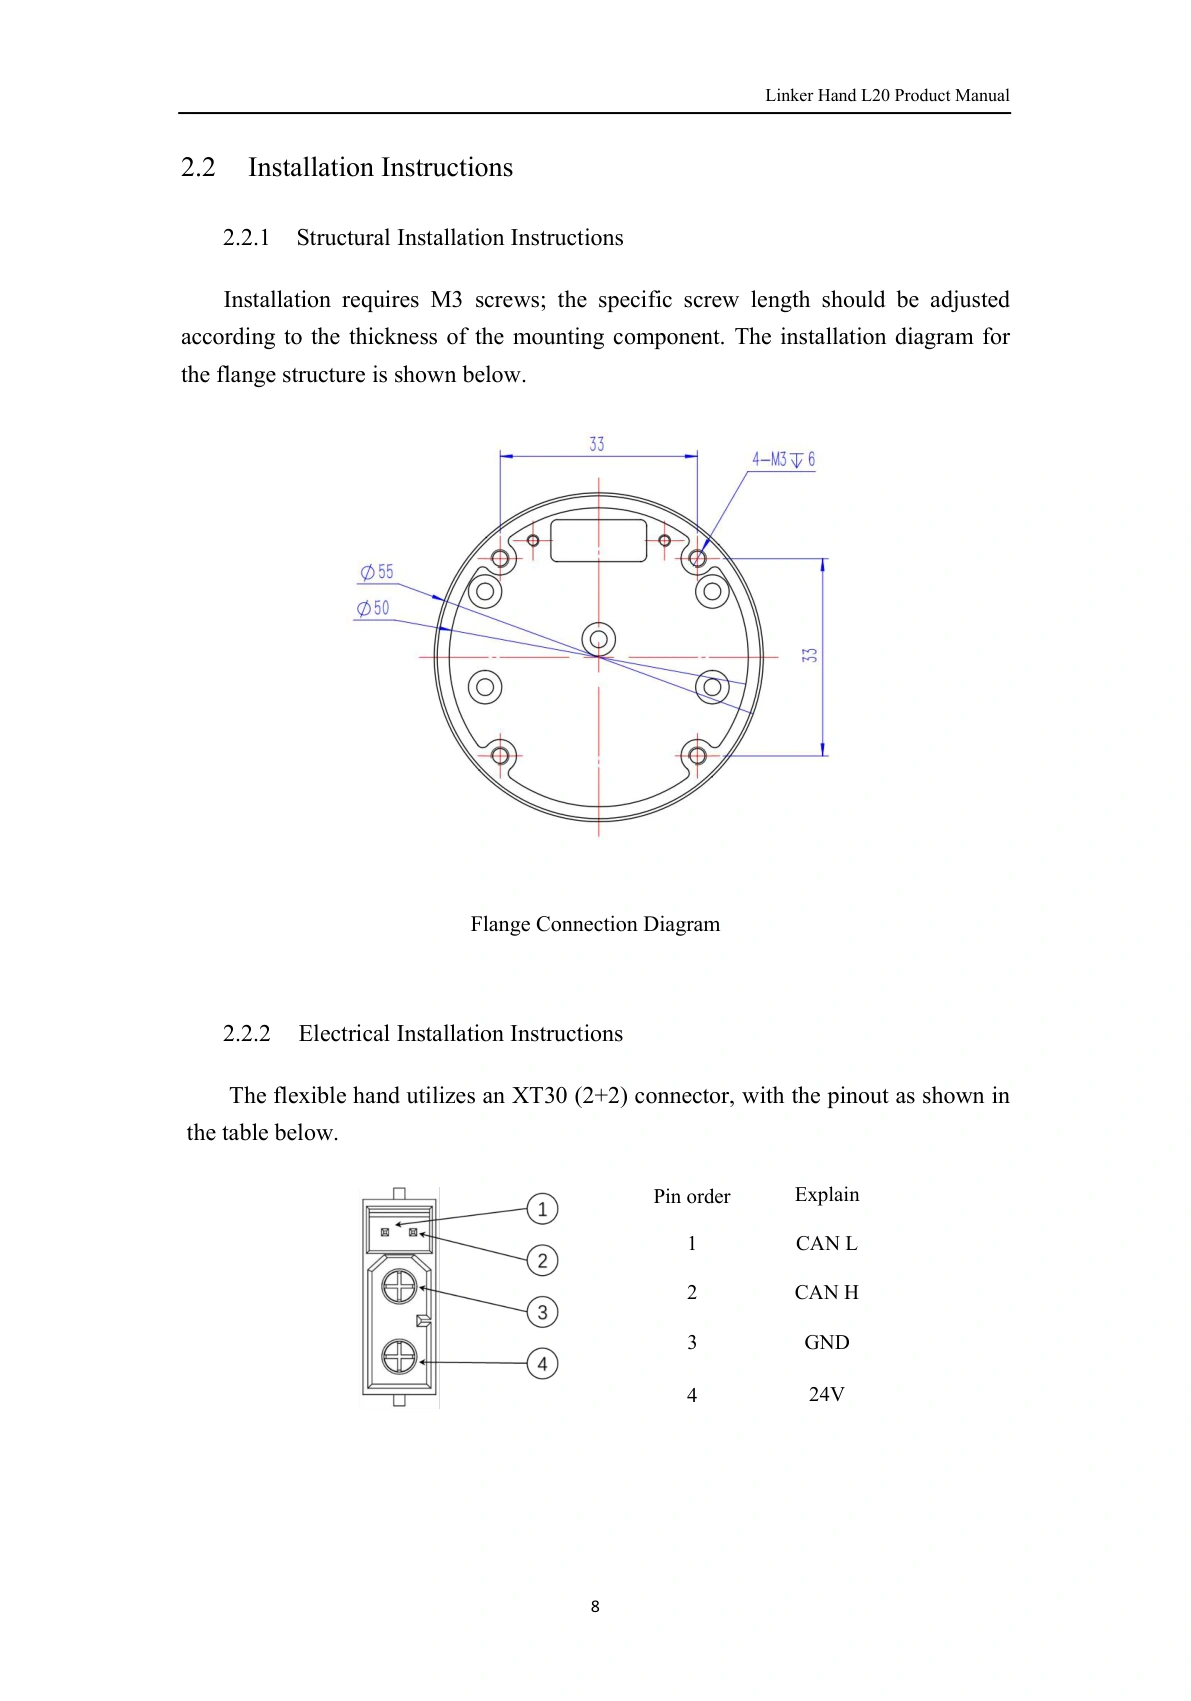 Linker Hand L20 Product Manual
2.2 Installation Instructions
2.2.1 Structural Installation Instructions
Installation requires M3 screws; the specific screw length should be adjusted
according to the thickness of the mounting component. The installation diagram for
the flange structure is shown below.
33
4-M3↧6
∅55
∅50
33
Flange Connection Diagram
2.2.2 Electrical Installation Instructions
The flexible hand utilizes an XT30 (2+2) connector, with the pinout as shown in
the table below.
1
2
3
4
Pin order Explain
1 CAN L
2 CAN H
3 GND
4 24V
8